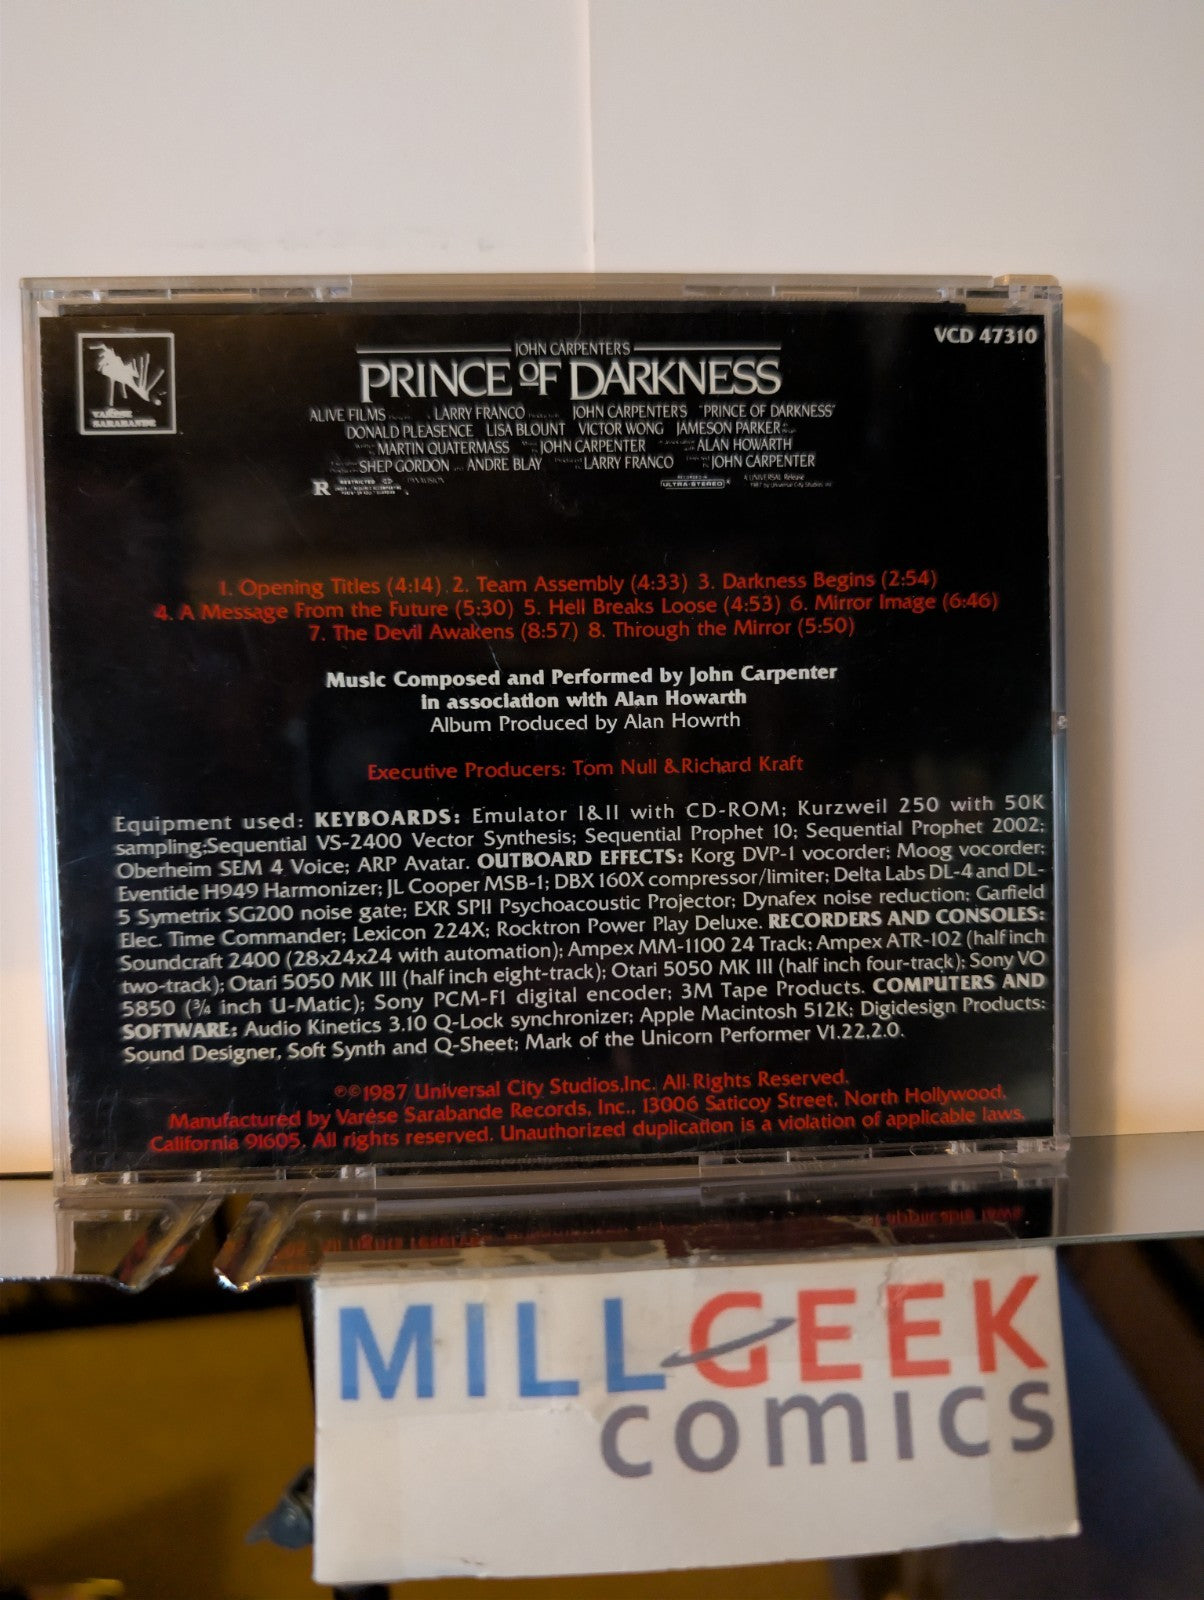 VCD 47310
VARÈSE
SARABANDE
JOHN CARPENTER'S
PRINCE OF DARKNESS
ALIVE FILMS LARRY FRANCO JOHN CARPENTER'S "PRINCE OF DARKNESS"
DONALD PLEASENCE LISA BLOUNT VICTOR WONG JAMESON PARKER
MARTIN QUATERMASS JOHN CARPENTER ALAN HOWARTH
SHEP GORDON ANDRE BLAY LARRY FRANCO JOHN CARPENTER
R RESTRICTED PANAVISION ULTRA-STEREO A UNIVERSAL Release
1. Opening Titles (4:14) 2. Team Assembly (4:33) 3. Darkness Begins (2:54)
4. A Message From the Future (5:30) 5. Hell Breaks Loose (4:53) 6. Mirror Image (6:46)
7. The Devil Awakens (8:57) 8. Through the Mirror (5:50)
Music Composed and Performed by John Carpenter
in association with Alan Howarth
Album Produced by Alan Howrth
Executive Producers: Tom Null & Richard Kraft
Equipment used: KEYBOARDS: Emulator I&II with CD-ROM; Kurzweil 250 with 50K
sampling;Sequential VS-2400 Vector Synthesis; Sequential Prophet 10; Sequential Prophet 2002;
Oberheim SEM 4 Voice; ARP Avatar. OUTBOARD EFFECTS: Korg DVP-1 vocorder; Moog vocorder;
Eventide H949 Harmonizer; JL Cooper MSB-1; DBX 160X compressor/limiter; Delta Labs DL-4 and DL-
5 Symetrix SG200 noise gate; EXR SPII Psychoacoustic Projector; Dynafex noise reduction; Garfield
Elec. Time Commander; Lexicon 224X; Rocktron Power Play Deluxe. RECORDERS AND CONSOLES:
Soundcraft 2400 (28x24x24 with automation); Ampex MM-1100 24 Track; Ampex ATR-102 (half inch
two-track); Otari 5050 MK III (half inch eight-track); Otari 5050 MK III (half inch four-track); Sony VO
5850 (¾ inch U-Matic); Sony PCM-F1 digital encoder; 3M Tape Products. COMPUTERS AND
SOFTWARE: Audio Kinetics 3.10 Q-Lock synchronizer; Apple Macintosh 512K; Digidesign Products:
Sound Designer, Soft Synth and Q-Sheet; Mark of the Unicorn Performer V1.22,2.0.
℗©1987 Universal City Studios,Inc. All Rights Reserved.
Manufactured by Varèse Sarabande Records, Inc., 13006 Saticoy Street, North Hollywood,
California 91605. All rights reserved. Unauthorized duplication is a violation of applicable laws.
MILLGEEK
COMICS